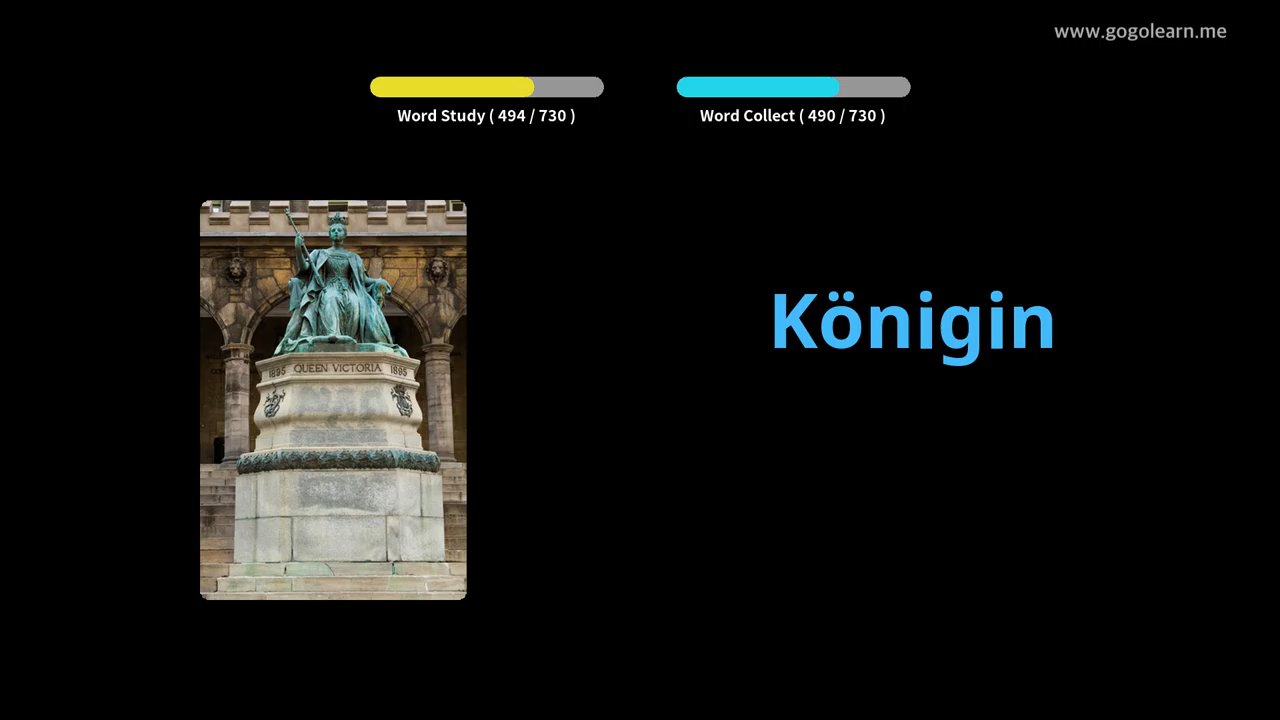 www.gogolearn.me
Word Study ( 494 / 730 )
Word Collect ( 490 / 730 )
Königin
1895 QUEEN VICTORIA 1895